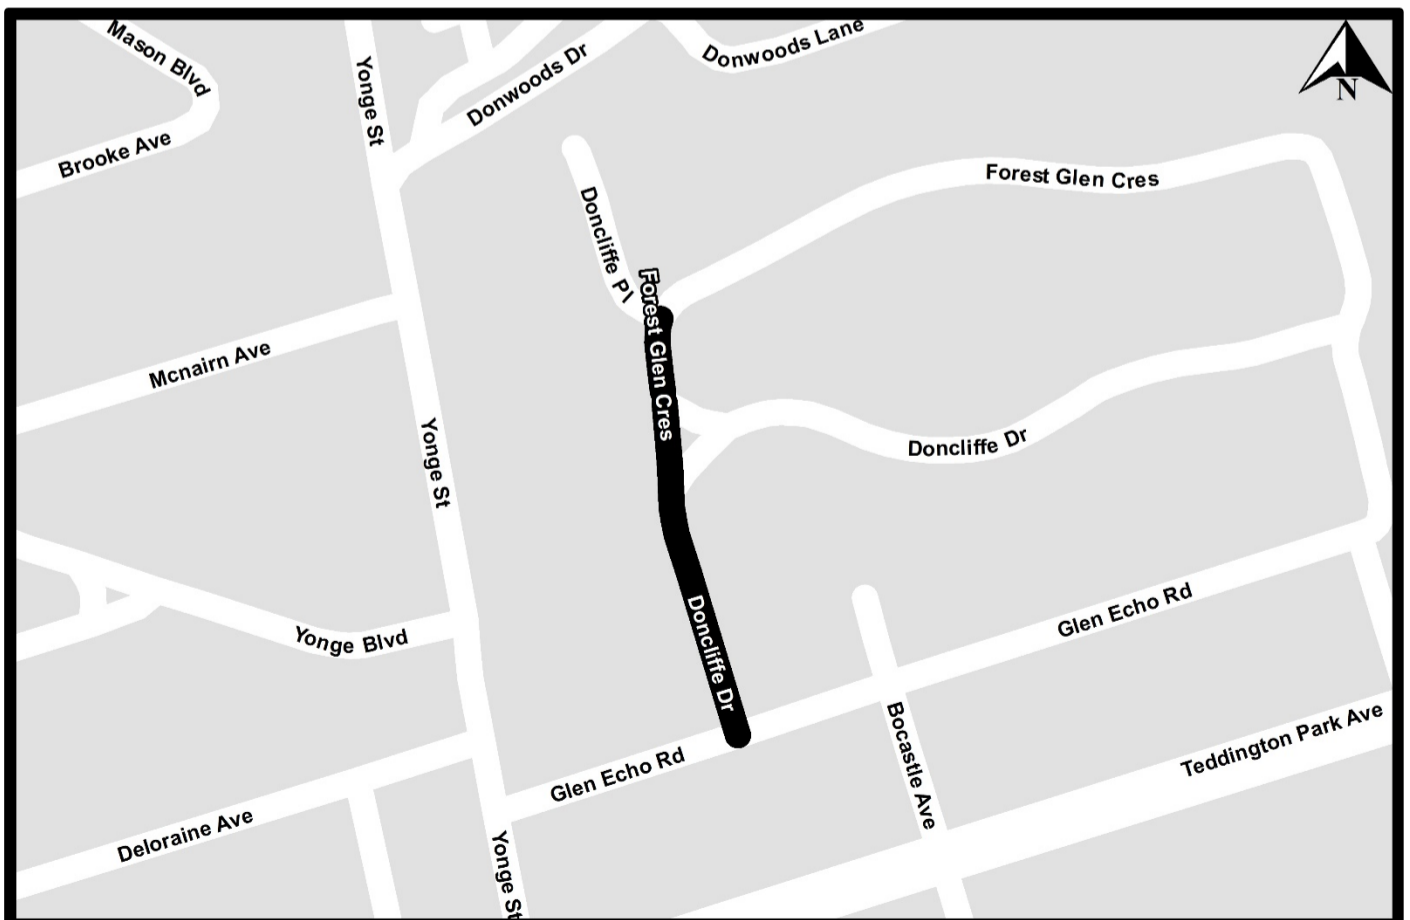 Mason Blvd
Yonge St
Donwoods Dr
Donwoods Lane
N
Brooke Ave
Forest Glen Cres
Doncliffe Pl
Forest Glen Cres
Mcnairn Ave
Yonge St
Doncliffe Dr
Yonge Blvd
Doncliffe Dr
Glen Echo Rd
Glen Echo Rd
Bocastle Ave
Teddington Park Ave
Deloraine Ave
Yonge St